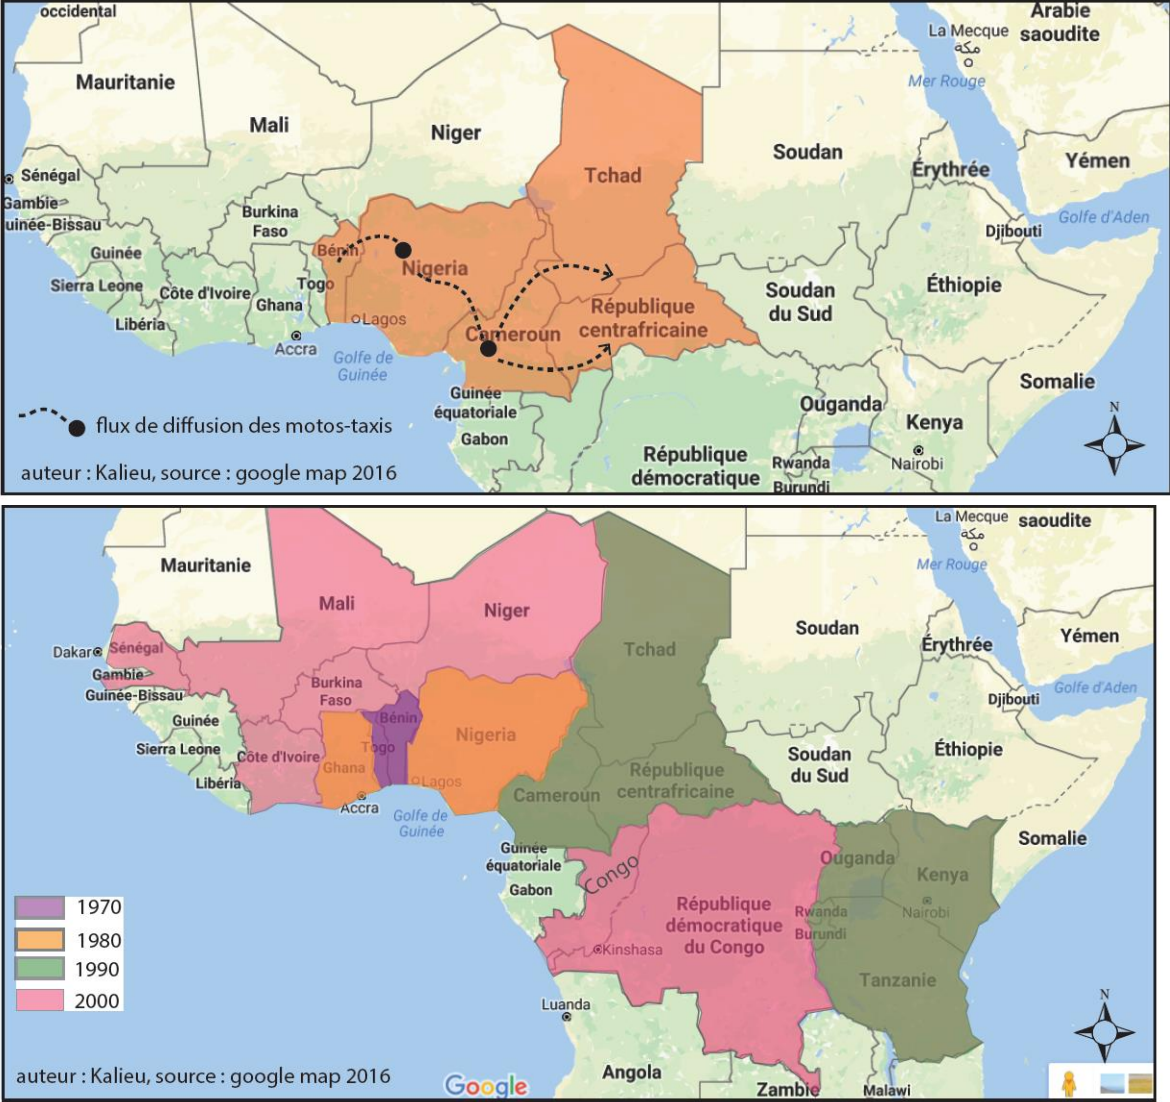 occidental
Mauritanie
Mali
Niger
Tchad
Soudan
Arabie
saoudite
La Mecque
مكة
Mer Rouge
Érythrée
Yémen
Golfe d'Aden
Djibouti
Sénégal
Gambie
uinée-Bissau
Guinée
Sierra Leone
Libéria
Côte d'Ivoire
Burkina
Faso
Ghana
Togo
Bénin
Nigeria
Lagos
Accra
Golfe de
Guinée
Cameroun
République
centrafricaine
Soudan
du Sud
Éthiopie
Somalie
Guinée
équatoriale
Gabon
République
démocratique
Ouganda
Kenya
Nairobi
Rwanda
Burundi
N
flux de diffusion des motos-taxis
auteur : Kalieu, source : google map 2016
Mauritanie
Mali
Niger
Tchad
Soudan
La Mecque
مكة
saoudite
Mer Rouge
Érythrée
Yémen
Golfe d'Aden
Djibouti
Dakar
Sénégal
Gambie
Guinée-Bissau
Guinée
Sierra Leone
Libéria
Côte d'Ivoire
Burkina
Faso
Ghana
Togo
Bénin
Nigeria
Lagos
Accra
Golfe de
Guinée
Cameroun
République
centrafricaine
Soudan
du Sud
Éthiopie
Somalie
Guinée
équatoriale
Gabon
Congo
République
démocratique
du Congo
Kinshasa
Ouganda
Kenya
Nairobi
Rwanda
Burundi
Tanzanie
Luanda
Angola
Zambie
Malawi
1970
1980
1990
2000
N
auteur : Kalieu, source : google map 2016
Google